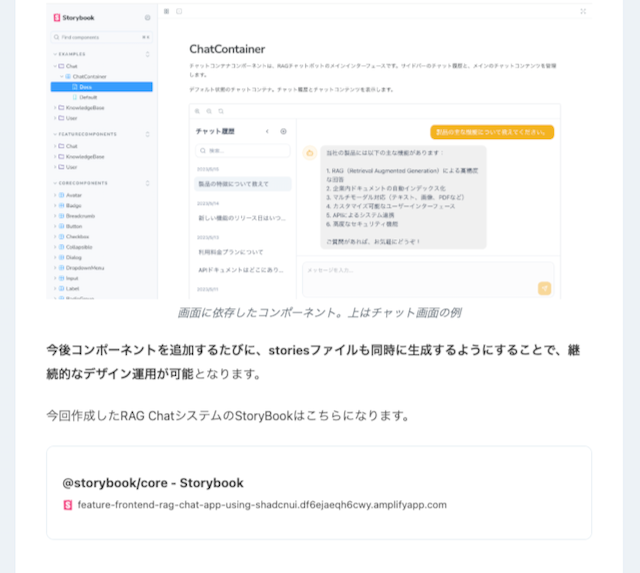 Storybook
Find components
EXAMPLES
Chat
ChatContainer
Docs
Default
KnowledgeBase
User
FEATURECOMPONENTS
Chat
KnowledgeBase
User
CORECOMPONENTS
Avatar
Badge
Breadcrumb
Button
Checkbox
Collapsible
Dialog
DropdownMenu
Input
Label
ChatContainer
チャットコンテナコンポーネントは、RAGチャットボットのメインインターフェースです。サイドバーのチャット履歴と、メインのチャットコンテンツを管理
します。
デフォルト状態のチャットコンテナ。チャット履歴とチャットコンテンツを表示します。
チャット履歴
検索...
2023/5/15
製品の特徴について教えて
2023/5/14
新しい機能のリリース日はいつ...
2023/5/13
利用料金プランについて
APIドキュメントはどこにあり...
2023/5/11
製品の主な機能について教えてください。
当社の製品には以下の主な機能があります：
1. RAG（Retrieval Augmented Generation）による高精度
な回答
2. 企業内ドキュメントの自動インデックス化
3. マルチモーダル対応（テキスト、画像、PDFなど）
4. カスタマイズ可能なユーザーインターフェース
5. APIによるシステム連携
6. 高度なセキュリティ機能
ご質問があれば、お気軽にどうぞ！
メッセージを入力...
画面に依存したコンポーネント。上はチャット画面の例
今後コンポーネントを追加するたびに、storiesファイルも同時に生成するようにすることで、継
続的なデザイン運用が可能となります。
今回作成したRAG ChatシステムのStoryBookはこちらになります。
@storybook/core - Storybook
feature-frontend-rag-chat-app-using-shadcnui.df6ejaeqh6cwy.amplifyapp.com